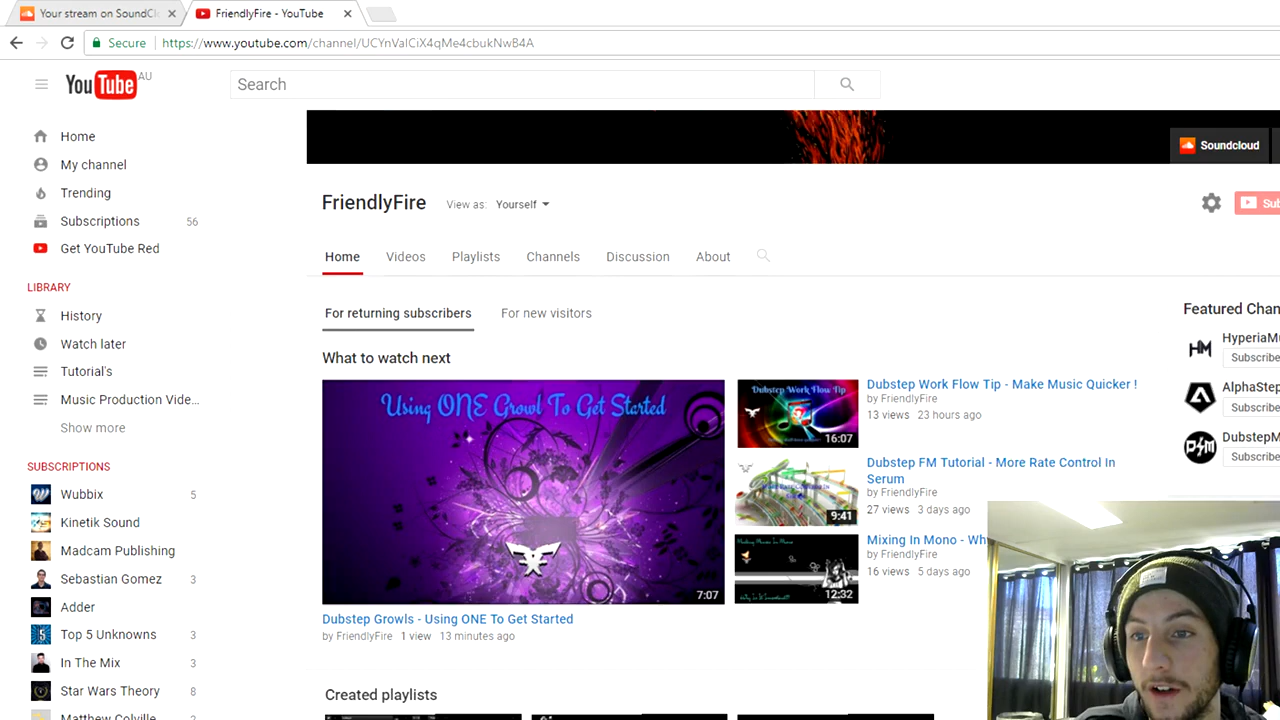 Your stream on SoundCl
FriendlyFire - YouTube
Secure
https://www.youtube.com/channel/UCYnValCiX4qMe4cbukNwB4A
YouTube AU
Search
Home
My channel
Trending
Subscriptions 56
Get YouTube Red
LIBRARY
History
Watch later
Tutorial's
Music Production Vide...
Show more
SUBSCRIPTIONS
Wubbix 5
Kinetik Sound
Madcam Publishing
Sebastian Gomez 3
Adder
Top 5 Unknowns 3
In The Mix 3
Star Wars Theory 8
Matthew Colville 2
Soundcloud
FriendlyFire
View as: Yourself
Sub
Home Videos Playlists Channels Discussion About
For returning subscribers For new visitors
What to watch next
Using ONE Growl To Get Started
7:07
Dubstep Growls - Using ONE To Get Started
by FriendlyFire 1 view 13 minutes ago
Dubstep Work Flow Tip
16:07
Dubstep Work Flow Tip - Make Music Quicker !
by FriendlyFire
13 views 23 hours ago
9:41
Dubstep FM Tutorial - More Rate Control In
Serum
by FriendlyFire
27 views 3 days ago
12:32
Mixing In Mono - Wh
by FriendlyFire
16 views 5 days ago
Created playlists
Featured Chan
HM
HyperiaMu
Subscribe
AlphaStep
Subscribe
DubstepM
Subscribe